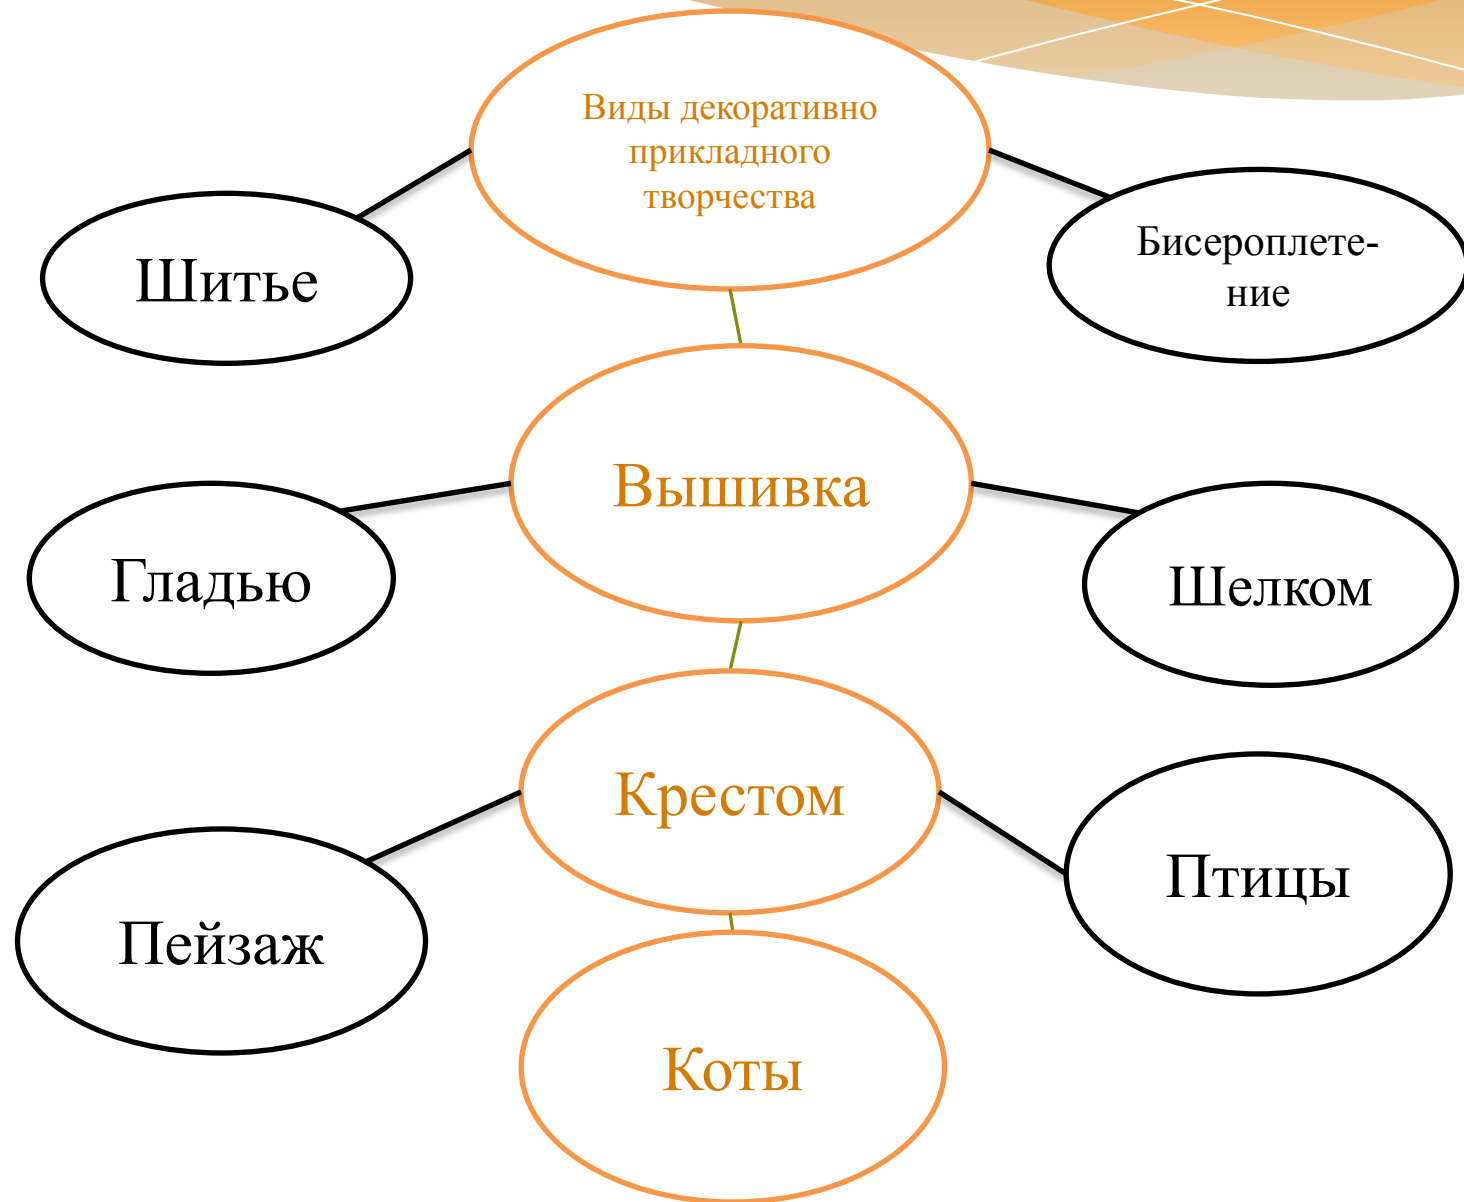 Виды декоративно
прикладного
творчества
Шитье
Бисероплете-
ние
Вышивка
Гладью
Шелком
Крестом
Птицы
Пейзаж
Коты